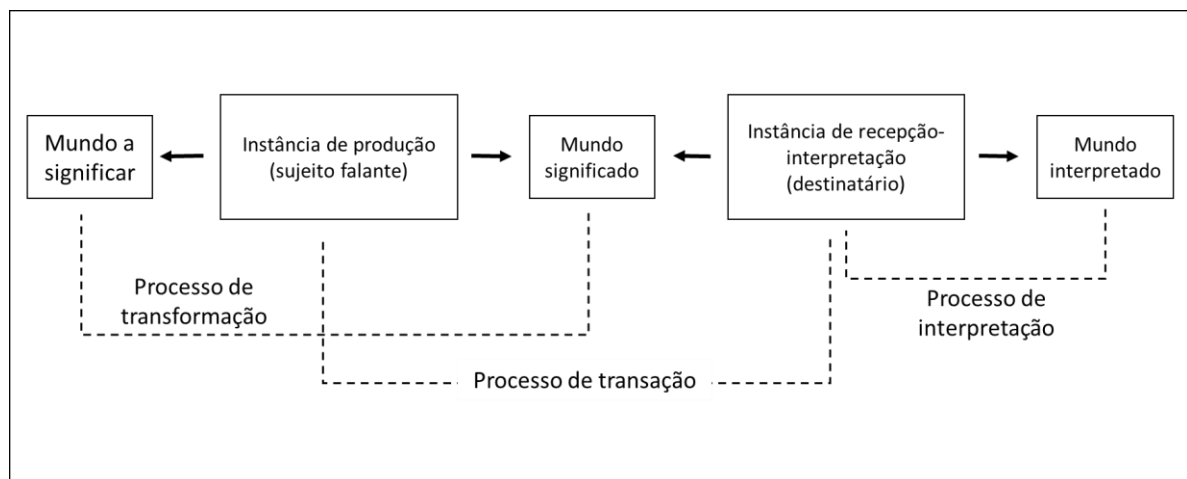 Mundo a
significar
Instância de produção
(sujeito falante)
Mundo
significado
Instância de recepção-
interpretação
(destinatário)
Mundo
interpretado
Processo de
transformação
Processo de
interpretação
Processo de transação